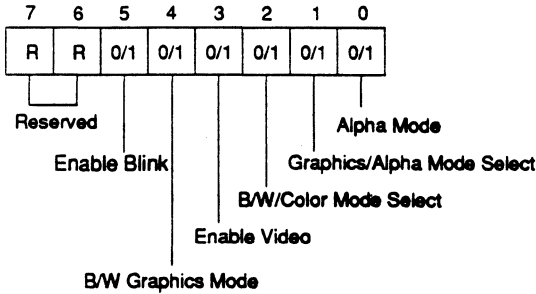 7 6 5 4 3 2 1 0
R R 0/1 0/1 0/1 0/1 0/1 0/1
Reserved
Alpha Mode
Enable Blink
Graphics/Alpha Mode Select
B/W/Color Mode Select
Enable Video
B/W Graphics Mode